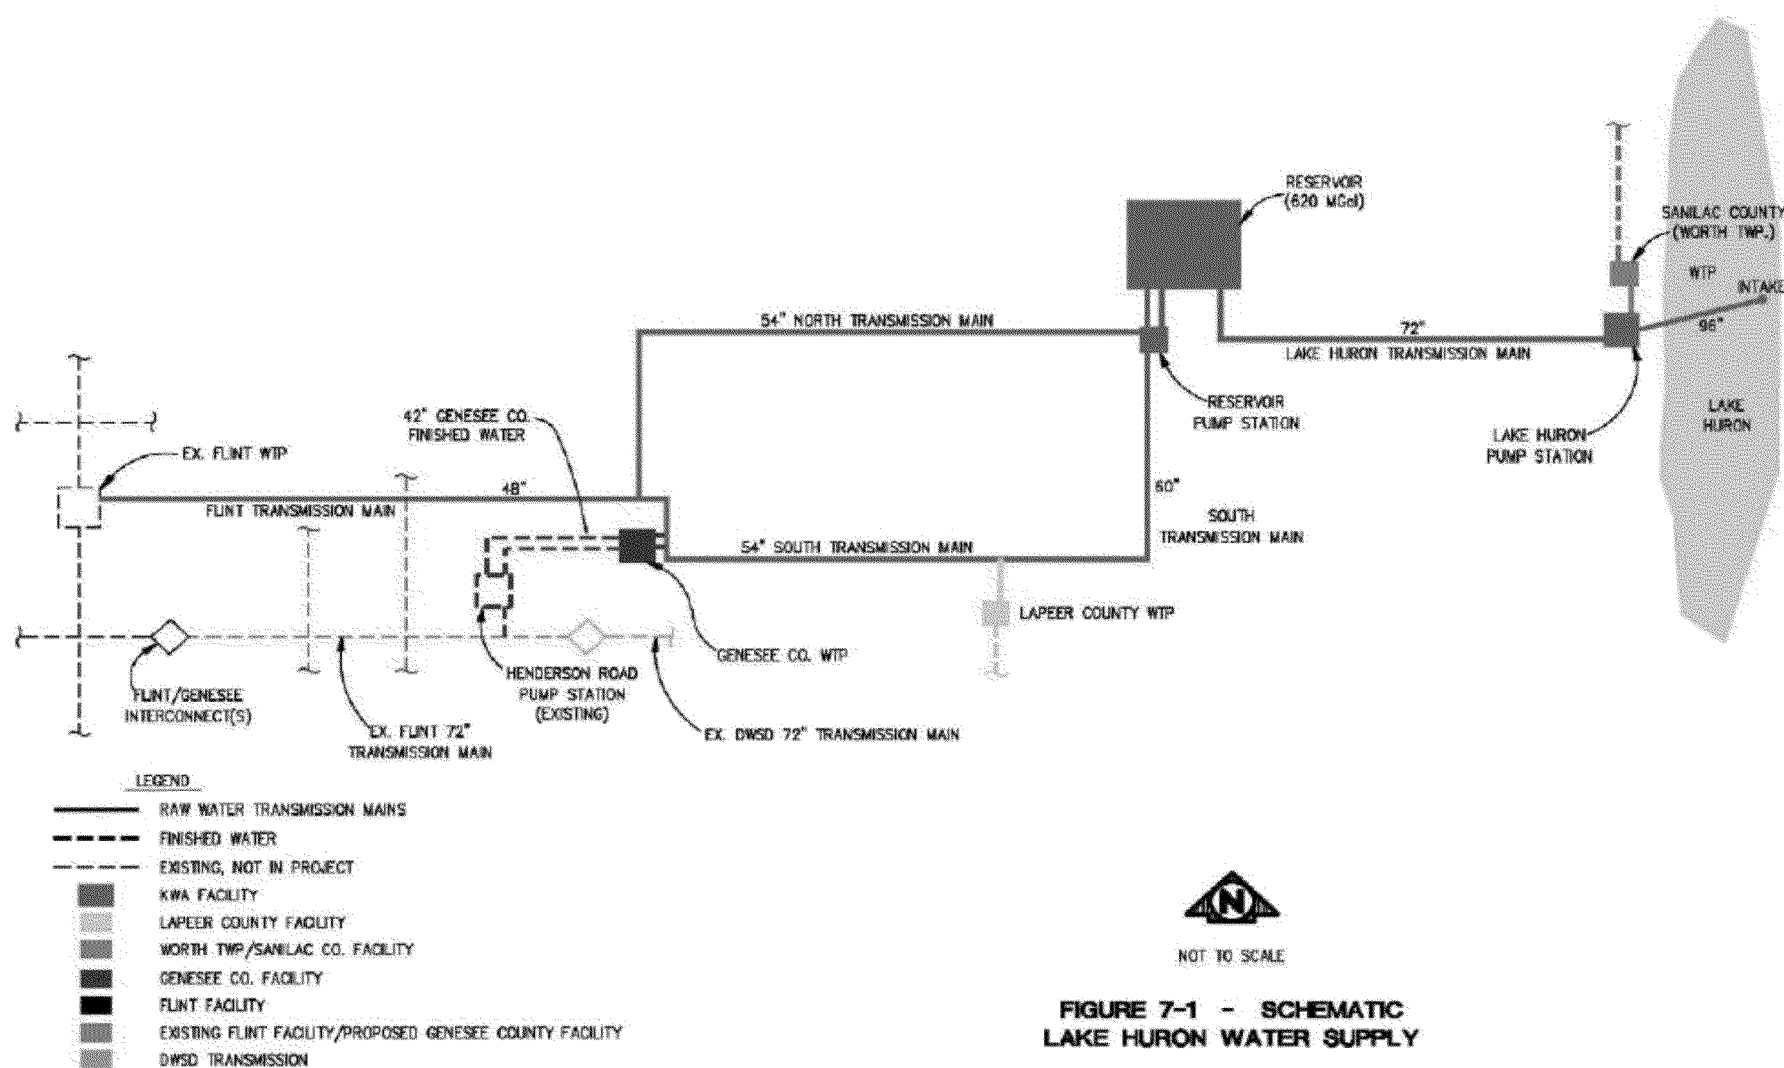 RESERVOIR
(620 MGal)
SANILAC COUNTY
(WORTH TWP.)
WTP
INTAKE
96"
54" NORTH TRANSMISSION MAIN
72"
LAKE HURON TRANSMISSION MAIN
RESERVOIR
PUMP STATION
LAKE HURON
PUMP STATION
LAKE
HURON
42" GENESEE CO.
FINISHED WATER
EX. FLINT WTP
48"
FLINT TRANSMISSION MAIN
60"
SOUTH
TRANSMISSION MAIN
54" SOUTH TRANSMISSION MAIN
LAPEER COUNTY WTP
GENESEE CO. WTP
HENDERSON ROAD
PUMP STATION
(EXISTING)
FLINT/GENESEE
INTERCONNECT(S)
EX. FLINT 72"
TRANSMISSION MAIN
EX. DWSD 72" TRANSMISSION MAIN
LEGEND
RAW WATER TRANSMISSION MAINS
FINISHED WATER
EXISTING, NOT IN PROJECT
KWA FACILITY
LAPEER COUNTY FACILITY
WORTH TWP/SANILAC CO. FACILITY
GENESEE CO. FACILITY
FLINT FACILITY
EXISTING FLINT FACILITY/PROPOSED GENESEE COUNTY FACILITY
DWSD TRANSMISSION
N
NOT TO SCALE
FIGURE 7-1 - SCHEMATIC
LAKE HURON WATER SUPPLY